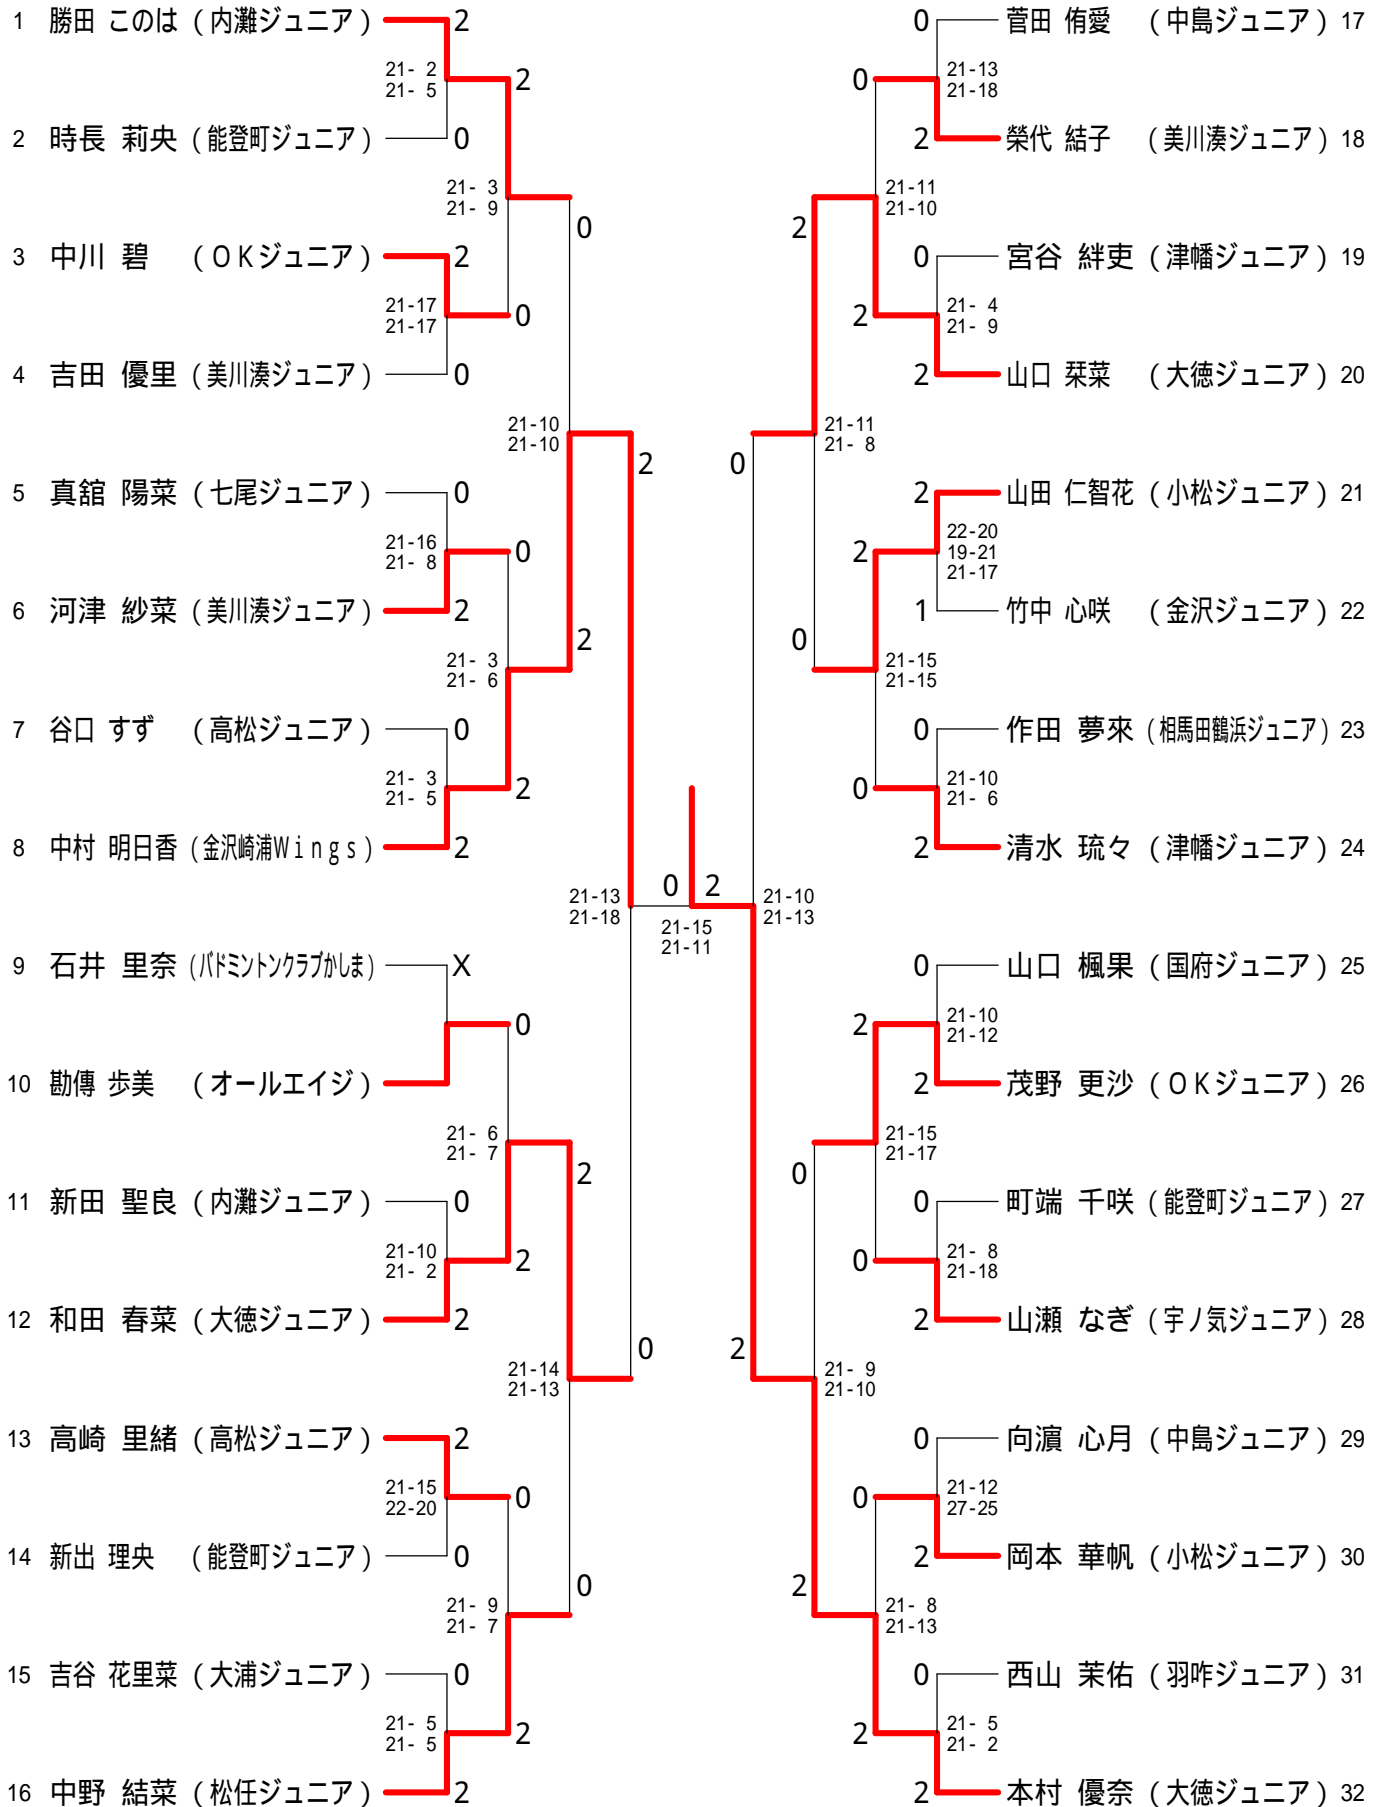 1 勝田 このは (内灘ジュニア) 2
21- 2
21- 5
2
2 時長 莉央 (能登町ジュニア) 0
21- 3
21- 9
0
3 中川 碧 (ＯＫジュニア) 2
21-17
21-17
0
4 吉田 優里 (美川湊ジュニア) 0
21-10
21-10
2
5 真舘 陽菜 (七尾ジュニア) 0
21-16
21- 8
0
6 河津 紗菜 (美川湊ジュニア) 2
21- 3
21- 6
2
7 谷口 すず (高松ジュニア) 0
21- 3
21- 5
2
8 中村 明日香 (金沢崎浦Ｗｉｎｇｓ) 2
21-13
21-18
9 石井 里奈 (バドミントンクラブかしま) X
0
10 勘傳 歩美 (オールエイジ)
21- 6
21- 7
2
11 新田 聖良 (内灘ジュニア) 0
21-10
21- 2
2
12 和田 春菜 (大徳ジュニア) 2
21-14
21-13
0
13 高崎 里緒 (高松ジュニア) 2
21-15
22-20
0
14 新出 理央 (能登町ジュニア) 0
21- 9
21- 7
0
15 吉谷 花里菜 (大浦ジュニア) 0
21- 5
21- 5
2
16 中野 結菜 (松任ジュニア) 2
0 2
21-15
21-11
0 菅田 侑愛 (中島ジュニア) 17
0
21-13
21-18
2 榮代 結子 (美川湊ジュニア) 18
2
21-11
21-10
0 宮谷 絆吏 (津幡ジュニア) 19
2
21- 4
21- 9
2 山口 栞菜 (大徳ジュニア) 20
0
21-11
21- 8
2 山田 仁智花 (小松ジュニア) 21
2
22-20
19-21
21-17
1 竹中 心咲 (金沢ジュニア) 22
0
21-15
21-15
0 作田 夢來 (相馬田鶴浜ジュニア) 23
0
21-10
21- 6
2 清水 琉々 (津幡ジュニア) 24
21-10
21-13
0 山口 楓果 (国府ジュニア) 25
2
21-10
21-12
2 茂野 更沙 (ＯＫジュニア) 26
0
21-15
21-17
0 町端 千咲 (能登町ジュニア) 27
0
21- 8
21-18
2 山瀬 なぎ (宇ノ気ジュニア) 28
2
21- 9
21-10
0 向濵 心月 (中島ジュニア) 29
0
21-12
27-25
2 岡本 華帆 (小松ジュニア) 30
2
21- 8
21-13
0 西山 茉佑 (羽咋ジュニア) 31
2
21- 5
21- 2
2 本村 優奈 (大徳ジュニア) 32